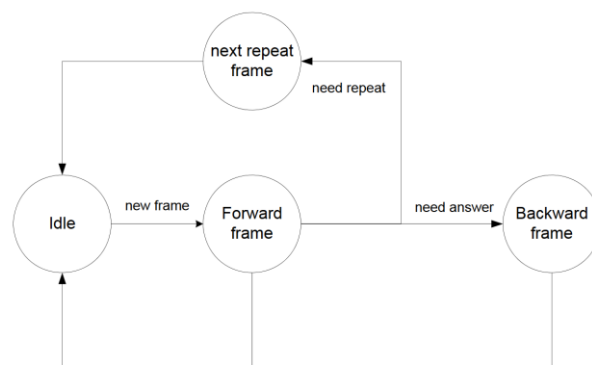 next repeat
frame
need repeat
new frame
need answer
Idle
Forward
frame
Backward
frame